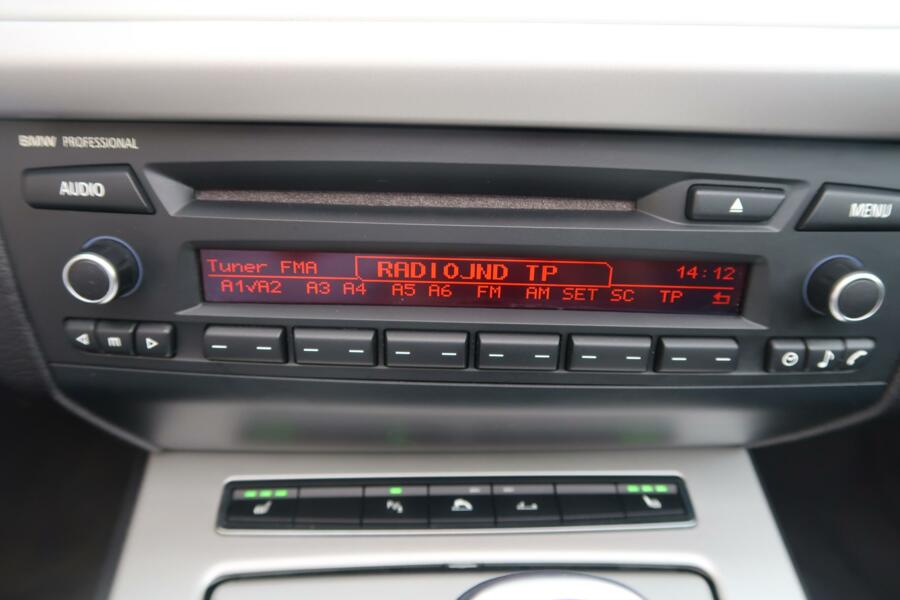 BMW PROFESSIONAL
AUDIO
MENU
Tuner FMA RADIOJND TP 14:12
A1√A2 A3 A4 A5 A6 FM AM SET SC TP
m